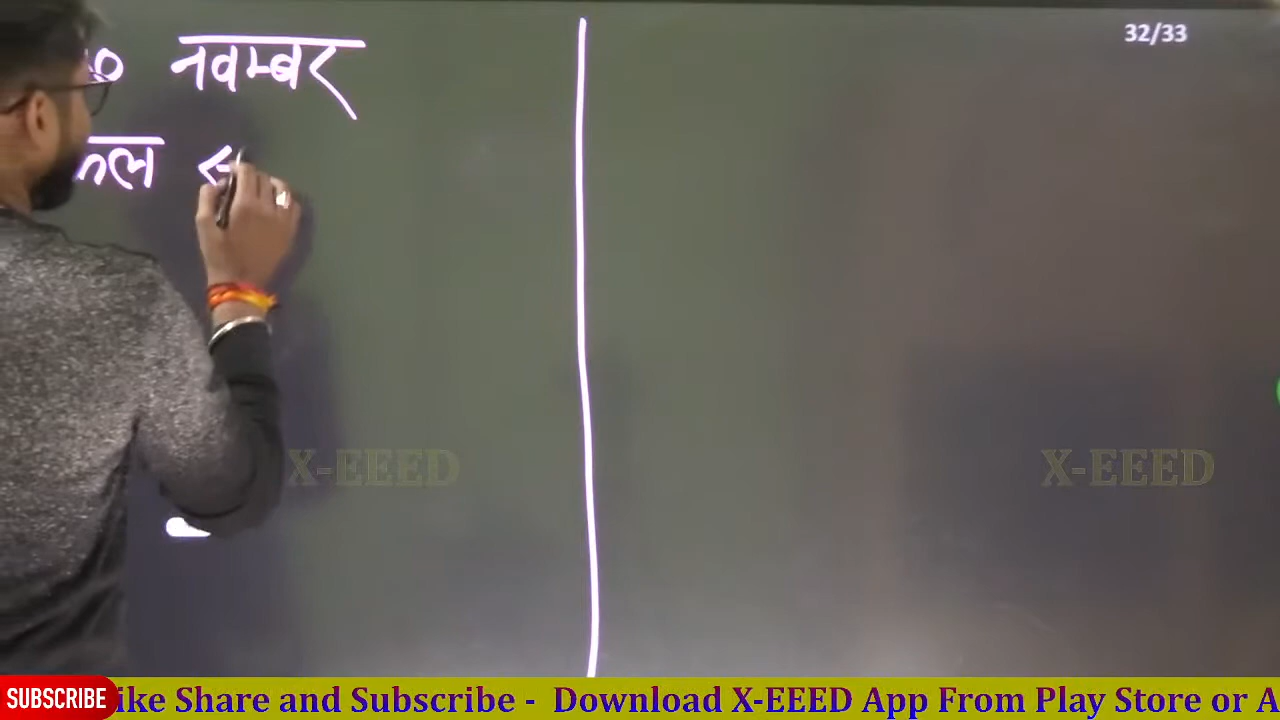 32/33
नवम्बर
X-EEED X-EEED
SUBSCRIBE ike Share and Subscribe - Download X-EEED App From Play Store or A